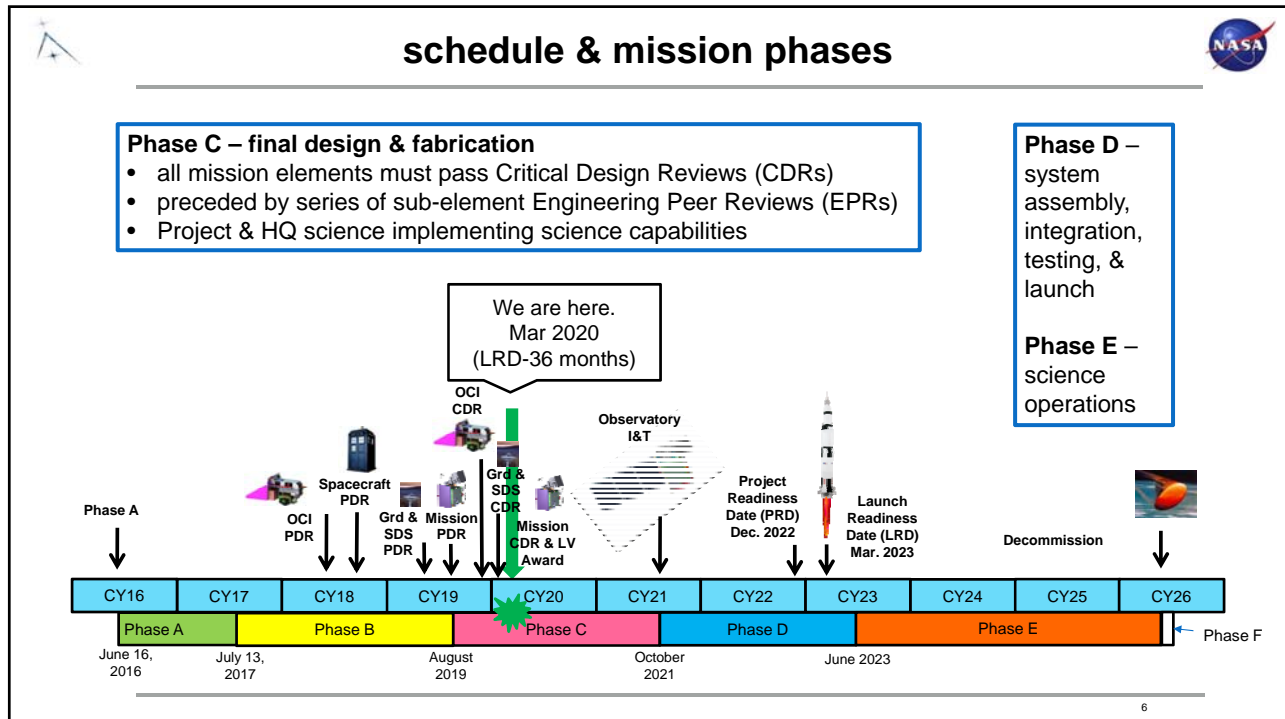 schedule & mission phases
NASA
Phase C – final design & fabrication
• all mission elements must pass Critical Design Reviews (CDRs)
• preceded by series of sub-element Engineering Peer Reviews (EPRs)
• Project & HQ science implementing science capabilities
Phase D –
system
assembly,
integration,
testing, &
launch
Phase E –
science
operations
We are here.
Mar 2020
(LRD-36 months)
Phase A
OCI
PDR
Spacecraft
PDR
Grd &
SDS
PDR
Mission
PDR
OCI
CDR
Grd &
SDS
CDR
Mission
CDR & LV
Award
Observatory
I&T
Project
Readiness
Date (PRD)
Dec. 2022
Launch
Readiness
Date (LRD)
Mar. 2023
Decommission
CY16 CY17 CY18 CY19 CY20 CY21 CY22 CY23 CY24 CY25 CY26
Phase A Phase B Phase C Phase D Phase E Phase F
June 16,
2016
July 13,
2017
August
2019
October
2021
June 2023
6